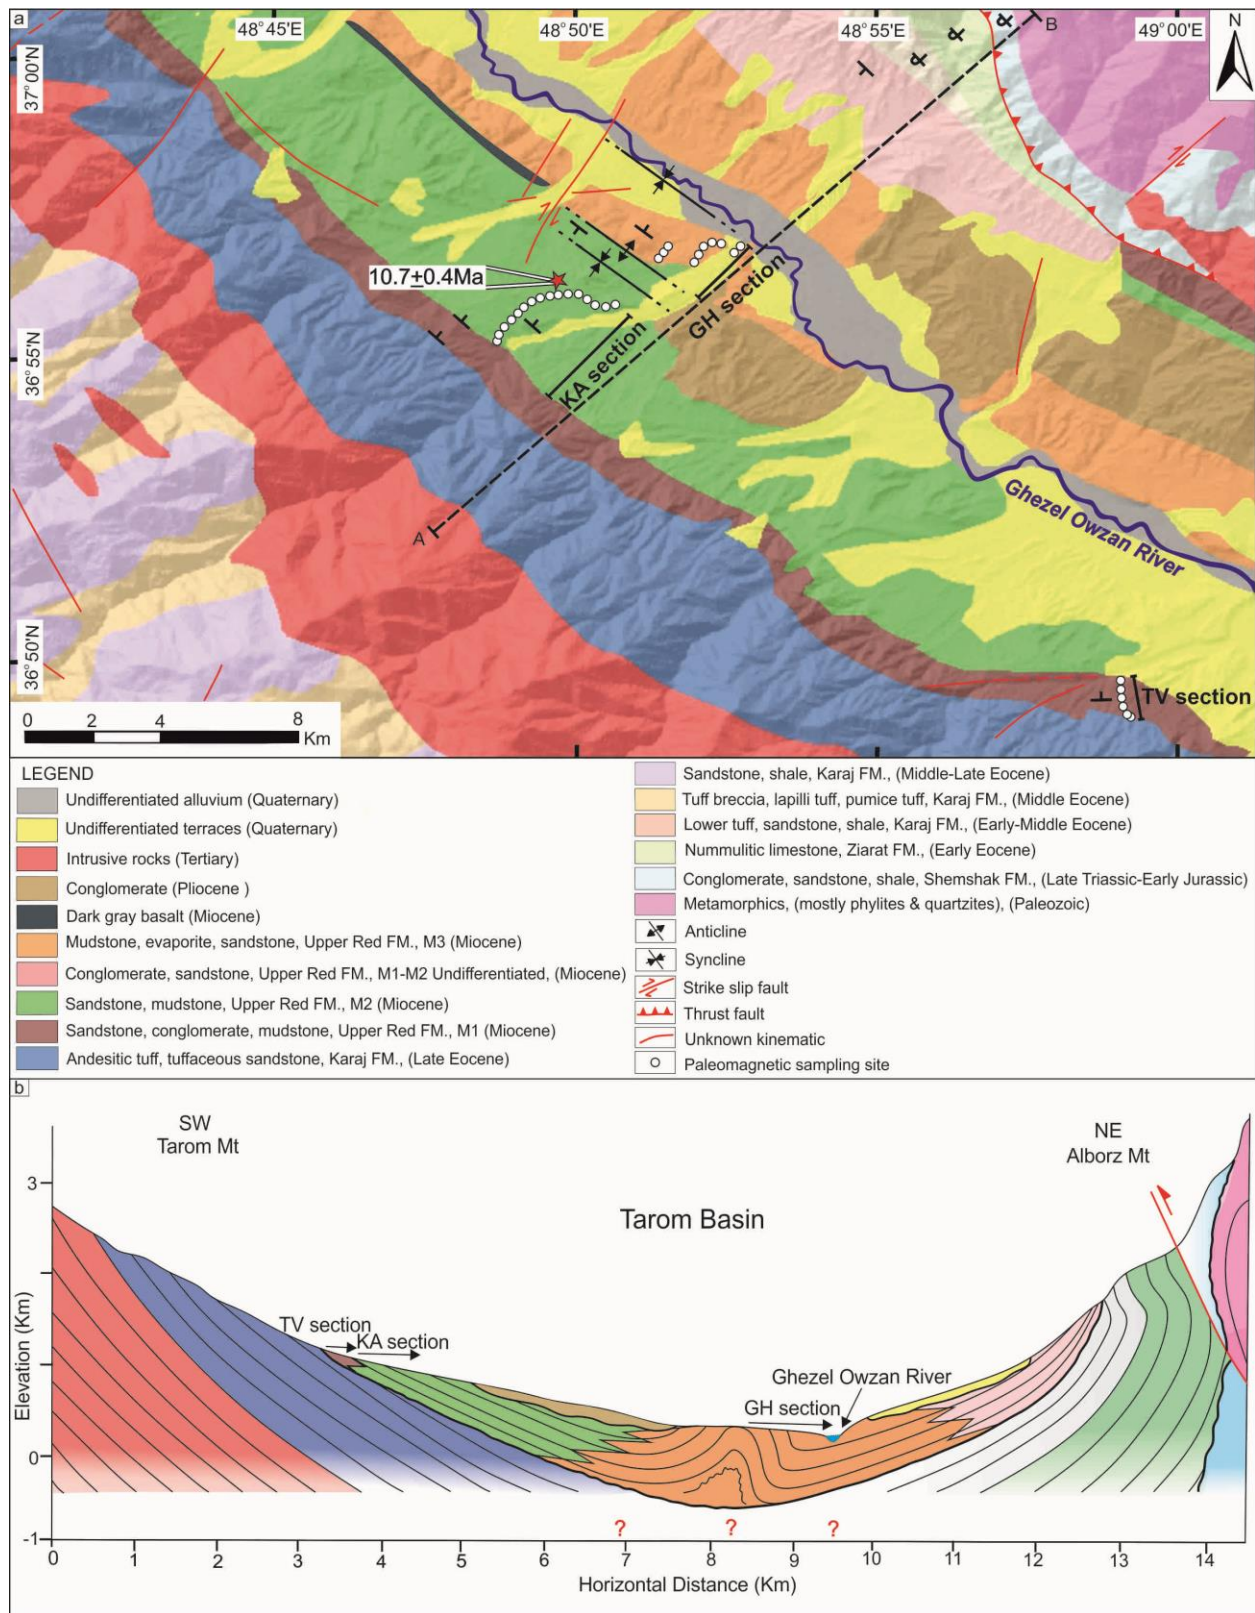 a
48°45'E
48°50'E
48°55'E
49°00'E
N
B
37°00'N
10.7±0.4Ma
GH section
KA section
36°55'N
A
Ghezel Owzan River
36°50'N
TV section
0 2 4 8
Km
LEGEND
Undifferentiated alluvium (Quaternary)
Undifferentiated terraces (Quaternary)
Intrusive rocks (Tertiary)
Conglomerate (Pliocene )
Dark gray basalt (Miocene)
Mudstone, evaporite, sandstone, Upper Red FM., M3 (Miocene)
Conglomerate, sandstone, Upper Red FM., M1-M2 Undifferentiated, (Miocene)
Sandstone, mudstone, Upper Red FM., M2 (Miocene)
Sandstone, conglomerate, mudstone, Upper Red FM., M1 (Miocene)
Andesitic tuff, tuffaceous sandstone, Karaj FM., (Late Eocene)
Sandstone, shale, Karaj FM., (Middle-Late Eocene)
Tuff breccia, lapilli tuff, pumice tuff, Karaj FM., (Middle Eocene)
Lower tuff, sandstone, shale, Karaj FM., (Early-Middle Eocene)
Nummulitic limestone, Ziarat FM., (Early Eocene)
Conglomerate, sandstone, shale, Shemshak FM., (Late Triassic-Early Jurassic)
Metamorphics, (mostly phylites & quartzites), (Paleozoic)
Anticline
Syncline
Strike slip fault
Thrust fault
Unknown kinematic
Paleomagnetic sampling site
b
SW
Tarom Mt
NE
Alborz Mt
Tarom Basin
TV section
KA section
Ghezel Owzan River
GH section
Elevation (Km)
3
0
-1
? ? ?
0 1 2 3 4 5 6 7 8 9 10 11 12 13 14
Horizontal Distance (Km)